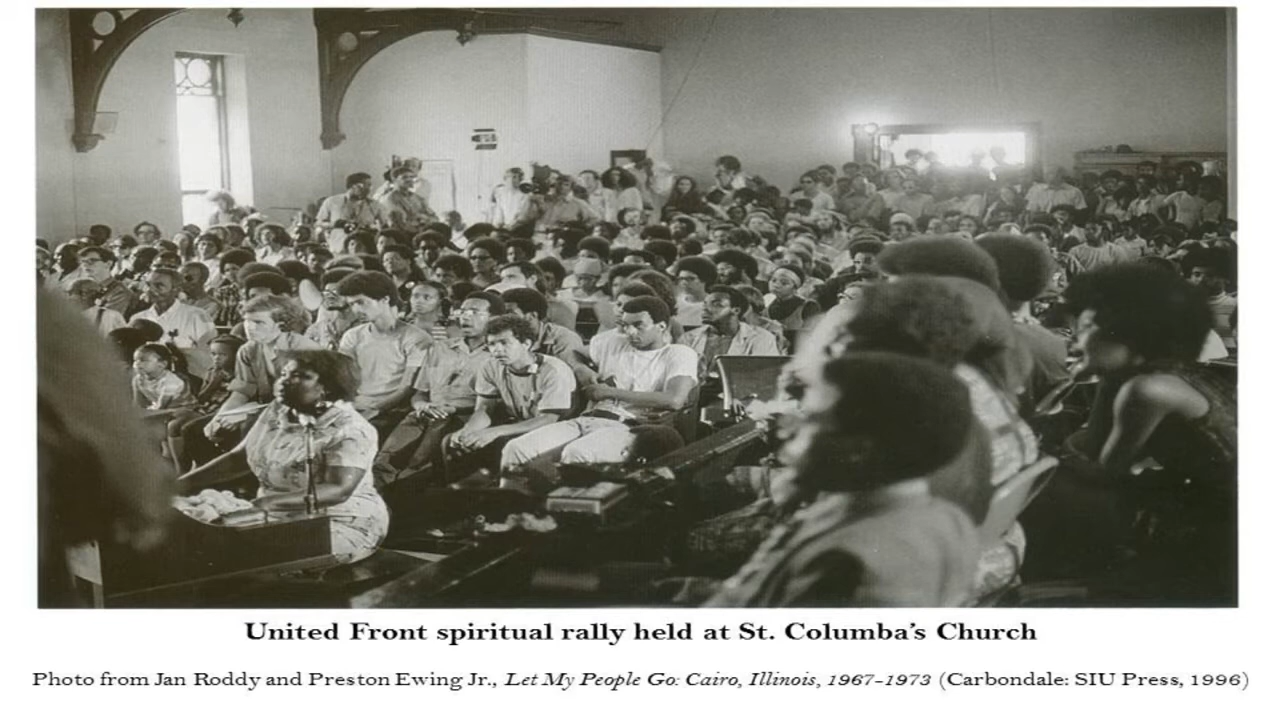 United Front spiritual rally held at St. Columba's Church
Photo from Jan Roddy and Preston Ewing Jr., Let My People Go: Cairo, Illinois, 1967-1973 (Carbondale: SIU Press, 1996)